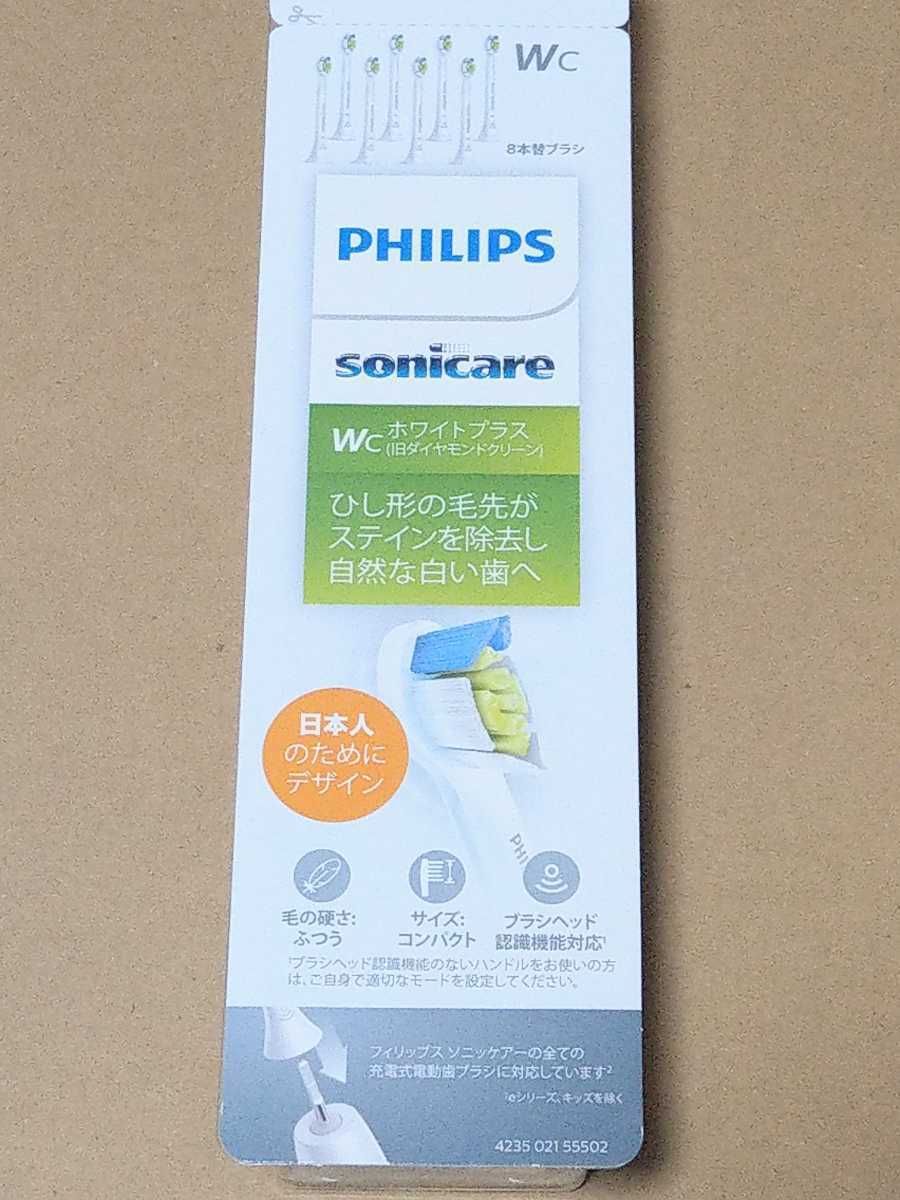 Wc
8本替ブラシ
PHILIPS
sonicare
Wc ホワイトプラス
(旧ダイヤモンドクリーン)
ひし形の毛先が
ステインを除去し
自然な白い歯へ
日本人
のために
デザイン
PHI
毛の硬さ:
ふつう
サイズ:
コンパクト
ブラシヘッド
認識機能対応¹
¹ブラシヘッド認識機能のないハンドルをお使いの方
は、ご自身で適切なモードを設定してください。
フィリップス ソニッケアーの全ての
充電式電動歯ブラシに対応しています²
²eシリーズ、キッズを除く
4235 021 55502